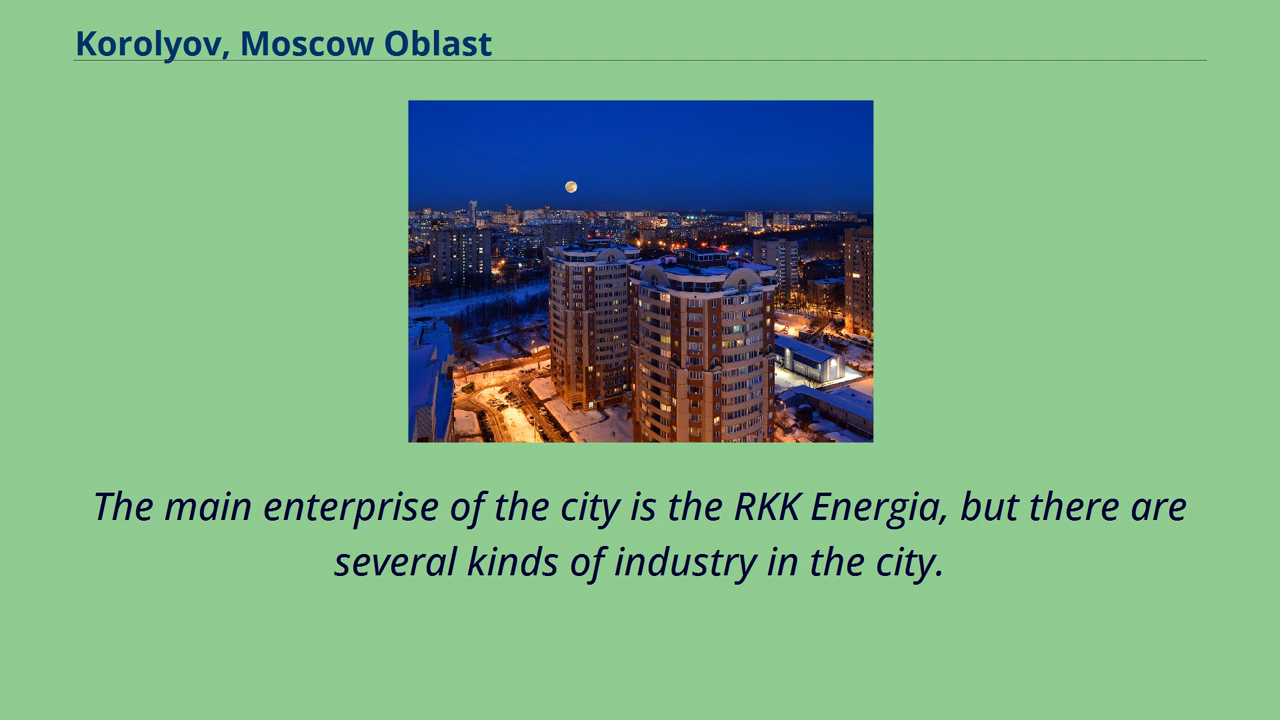 Korolyov, Moscow Oblast
The main enterprise of the city is the RKK Energia, but there are
several kinds of industry in the city.